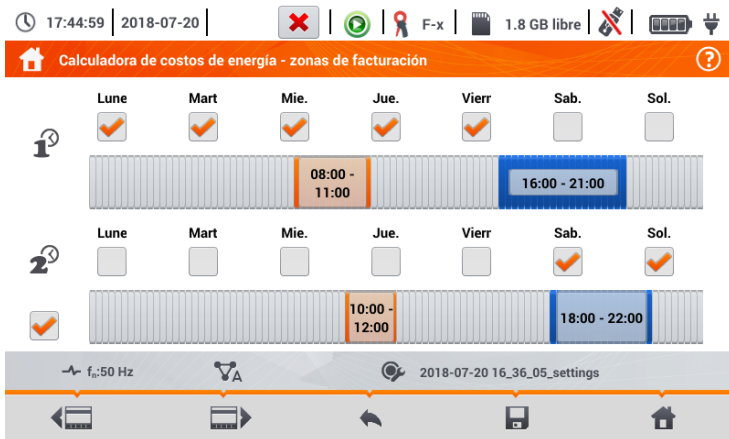 17:44:59 2018-07-20 F-x 1.8 GB libre
Calculadora de costos de energía - zonas de facturación ?
Lune Mart Mie. Jue. Vierr Sab. Sol.
1
08:00 -
11:00
16:00 - 21:00
Lune Mart Mie. Jue. Vierr Sab. Sol.
2
10:00 -
12:00
18:00 - 22:00
fn:50 Hz A 2018-07-20 16_36_05_settings